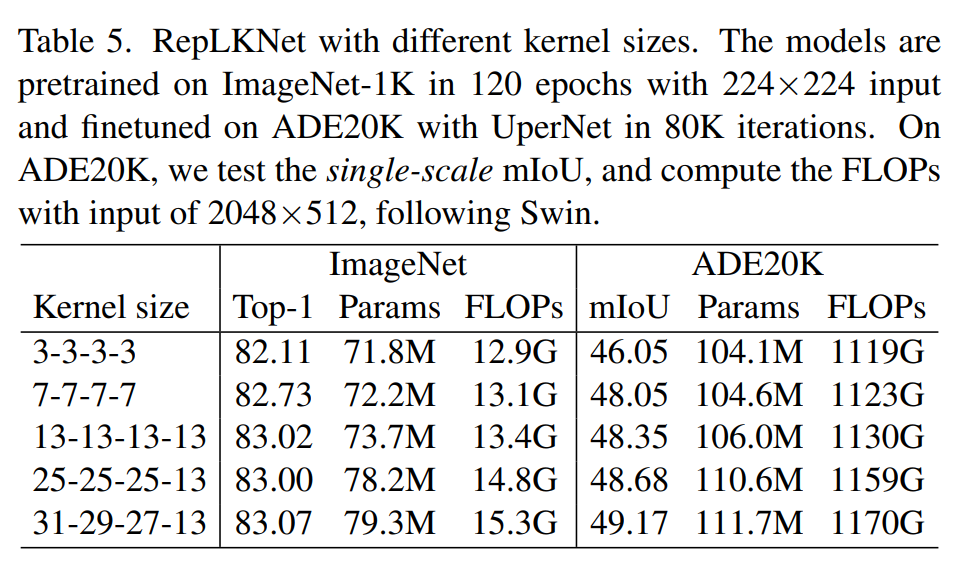 Table 5. RepLKNet with different kernel sizes. The models are
pretrained on ImageNet-1K in 120 epochs with 224×224 input
and finetuned on ADE20K with UperNet in 80K iterations. On
ADE20K, we test the single-scale mIoU, and compute the FLOPs
with input of 2048×512, following Swin.
ImageNet ADE20K
Kernel size Top-1 Params FLOPs mIoU Params FLOPs
3-3-3-3 82.11 71.8M 12.9G 46.05 104.1M 1119G
7-7-7-7 82.73 72.2M 13.1G 48.05 104.6M 1123G
13-13-13-13 83.02 73.7M 13.4G 48.35 106.0M 1130G
25-25-25-13 83.00 78.2M 14.8G 48.68 110.6M 1159G
31-29-27-13 83.07 79.3M 15.3G 49.17 111.7M 1170G